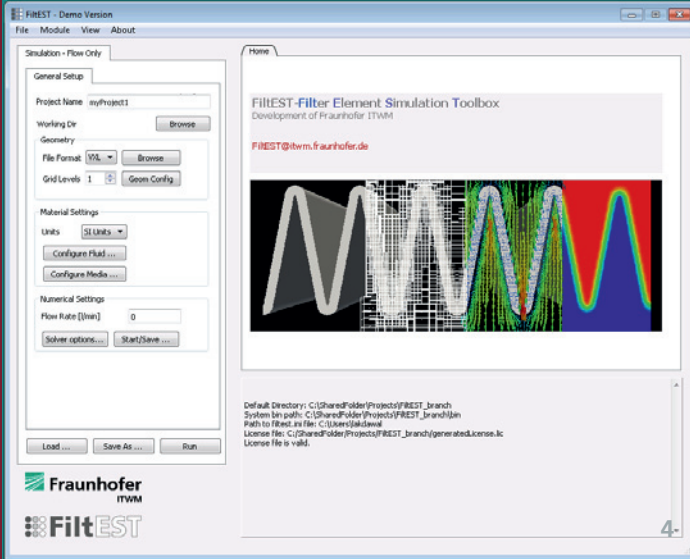 FiltEST - Demo Version
File Module View About
Simulation - Flow Only
General Setup
Project Name myProject1
Working Dir Browse
Geometry
File Format VXL Browse
Grid Levels 1 Geom Config
Material Settings
Units SI Units
Configure Fluid ...
Configure Media ...
Numerical Settings
Flow Rate [l/min] 0
Solver options... Start/Save ...
Load ... Save As ... Run
Fraunhofer
ITWM
FiltEST
Home
FiltEST-Filter Element Simulation Toolbox
Development of Fraunhofer ITWM
FiltEST@itwm.fraunhofer.de
Default Directory: C:\SharedFolder\Projects\FiltEST_branch
System bin path: C:\SharedFolder\Projects\FiltEST_branch\bin
Path to filtest.ini file: C:\Users\lakdawal
License file: C:/SharedFolder/Projects/FiltEST_branch/generatedLicense.lic
License file is valid.
4